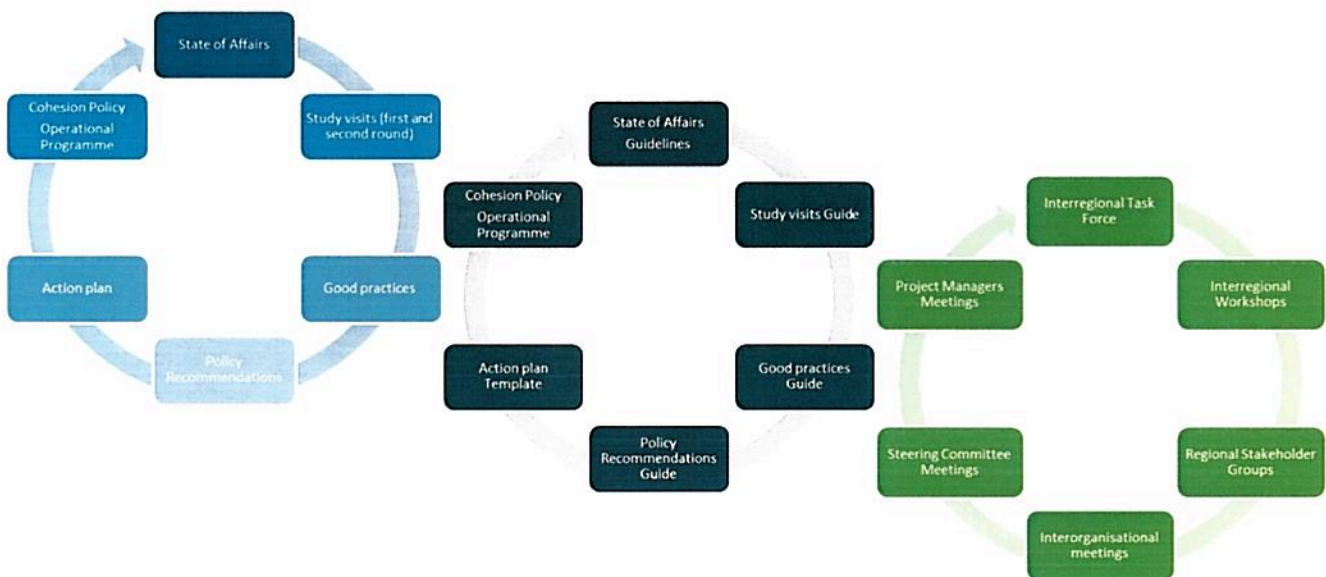 State of Affairs
Study visits (first and
second round)
Good practices
Policy
Recommendations
Action plan
Cohesion Policy
Operational
Programme
State of Affairs
Guidelines
Study visits Guide
Good practices
Guide
Policy
Recommendations
Guide
Action plan
Template
Cohesion Policy
Operational
Programme
Interregional Task
Force
Interregional
Workshops
Regional Stakeholder
Groups
Interorganisational
meetings
Steering Committee
Meetings
Project Managers
Meetings